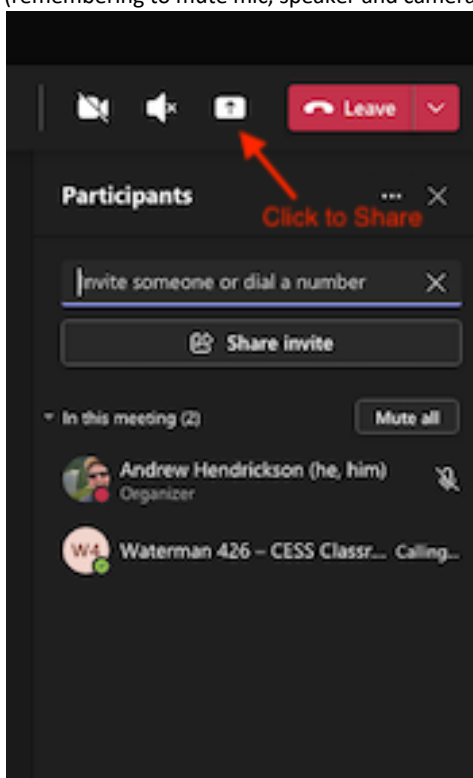 (remembering to mute mic, speaker and camera
Leave
Participants
Click to Share
Invite someone or dial a number
Share invite
In this meeting (2)
Mute all
Andrew Hendrickson (he, him)
Organizer
W4
Waterman 426 – CESS Classr... Calling...